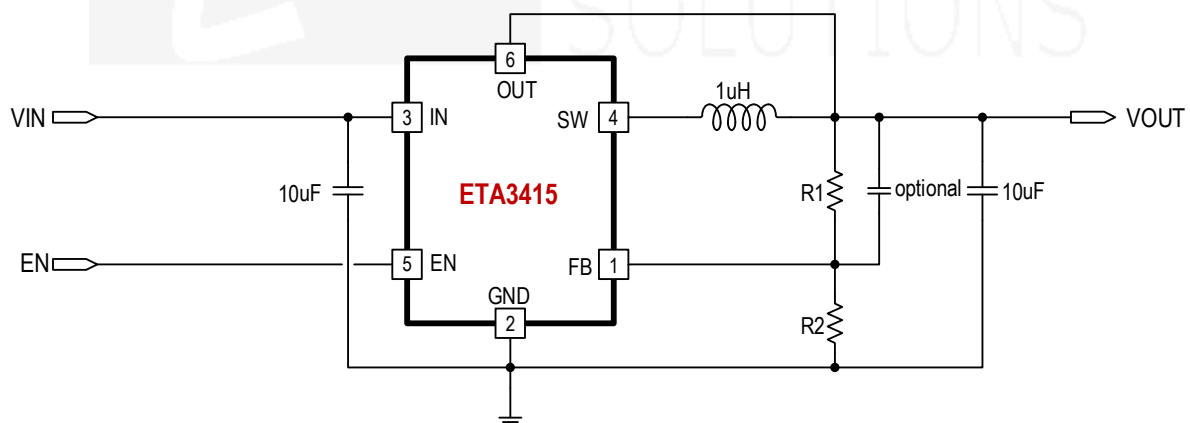 SOLUTIONS
6
OUT
1uH
VIN
3
IN
SW
4
VOUT
10uF
ETA3415
R1
optional
10uF
EN
5
EN
FB
1
GND
2
R2